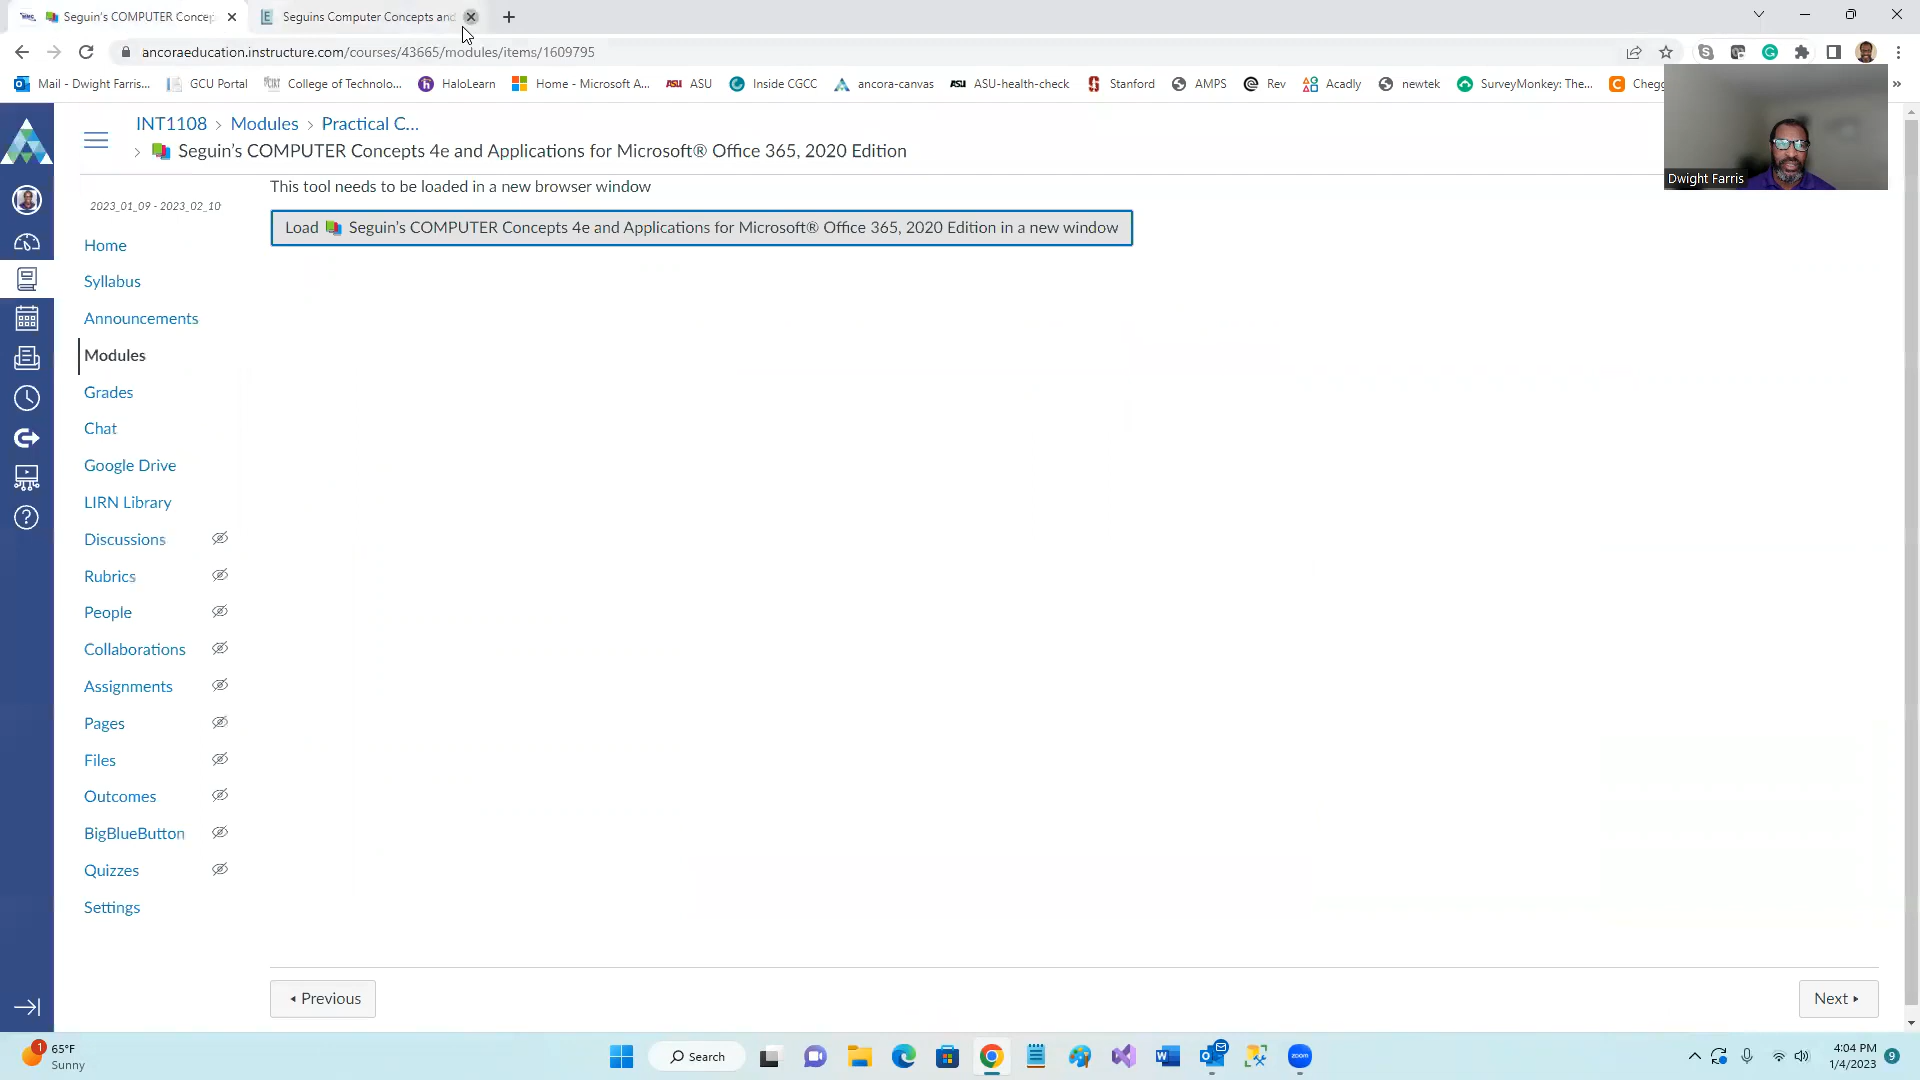 Seguin's COMPUTER Concep
Seguins Computer Concepts and
ancoraeducation.instructure.com/courses/43665/modules/items/1609795
Mail - Dwight Farris...
GCU Portal
College of Technolo...
HaloLearn
Home - Microsoft A...
ASU ASU
Inside CGCC
ancora-canvas
ASU ASU-health-check
Stanford
AMPS
Rev
Acadly
newtek
SurveyMonkey: The...
Chegg
INT1108 › Modules › Practical C...
› Seguin's COMPUTER Concepts 4e and Applications for Microsoft® Office 365, 2020 Edition
Dwight Farris
2023_01_09 - 2023_02_10
Home
Syllabus
Announcements
Modules
Grades
Chat
Google Drive
LIRN Library
Discussions
Rubrics
People
Collaborations
Assignments
Pages
Files
Outcomes
BigBlueButton
Quizzes
Settings
This tool needs to be loaded in a new browser window
Load Seguin's COMPUTER Concepts 4e and Applications for Microsoft® Office 365, 2020 Edition in a new window
Previous
Next
1
65°F
Sunny
Search
zoom
4:04 PM
1/4/2023
9